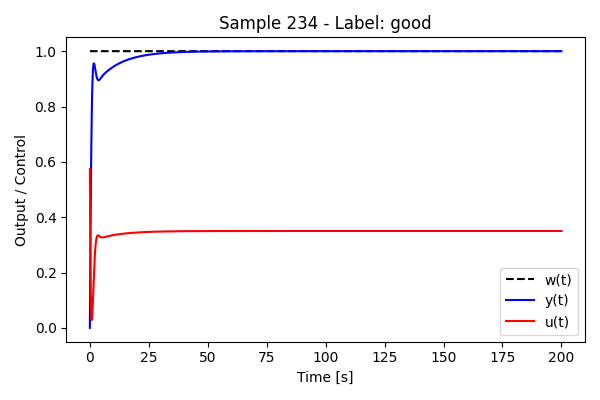 Sample 234 - Label: good
Output / Control
1.0
0.8
0.6
0.4
0.2
0.0
w(t)
y(t)
u(t)
0 25 50 75 100 125 150 175 200
Time [s]